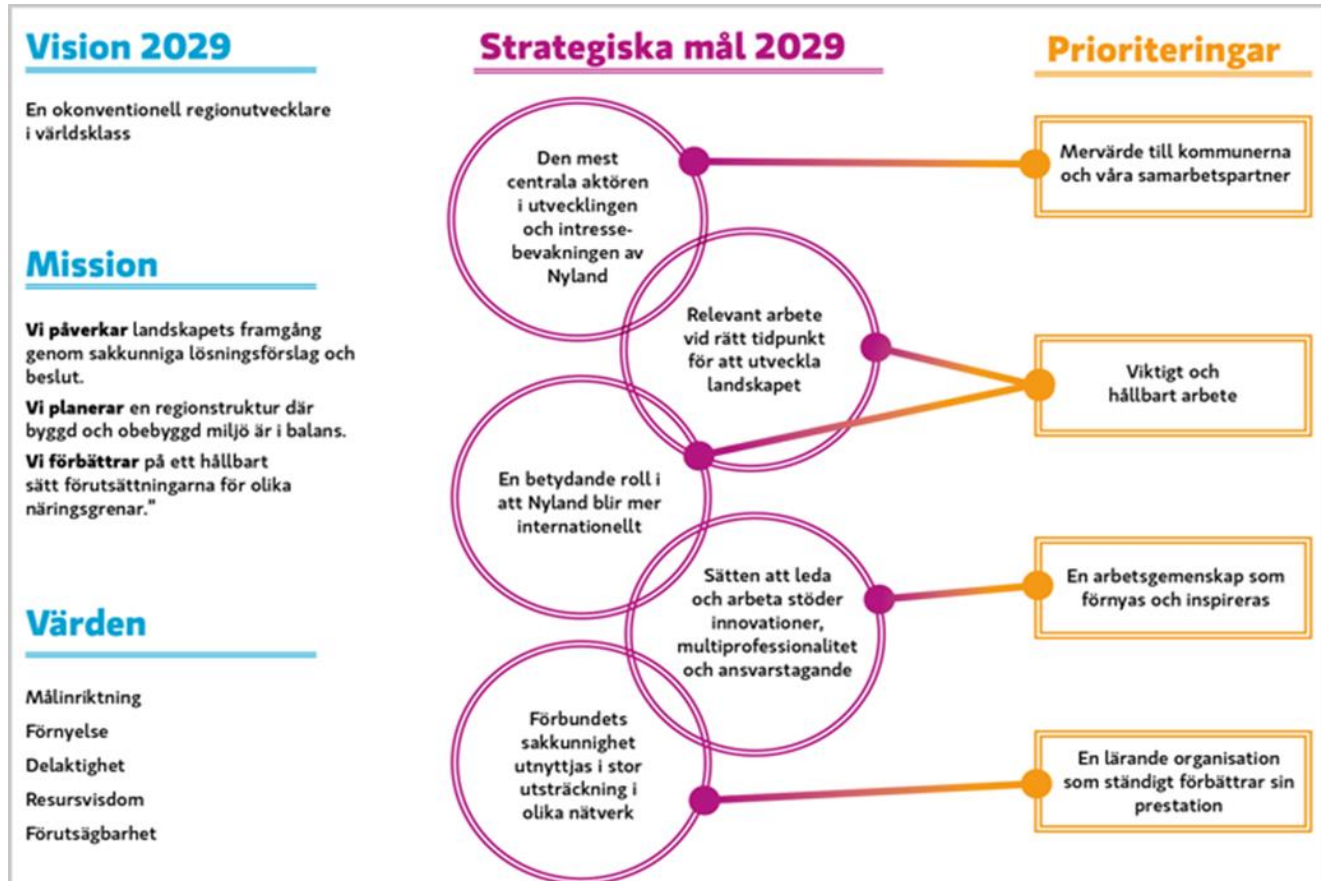 Vision 2029
En okonventionell regionutvecklare
i världsklass
Mission
Vi påverkar landskapets framgång
genom sakkunniga lösningsförslag och
beslut.
Vi planerar en regionstruktur där
byggd och obebyggd miljö är i balans.
Vi förbättrar på ett hållbart
sätt förutsättningarna för olika
näringsgrenar."
Värden
Målinriktning
Förnyelse
Delaktighet
Resursvisdom
Förutsägbarhet
Strategiska mål 2029
Den mest
centrala aktören
i utvecklingen
och intresse-
bevakningen av
Nyland
Relevant arbete
vid rätt tidpunkt
för att utveckla
landskapet
En betydande roll i
att Nyland blir mer
internationellt
Sätten att leda
och arbeta stöder
innovationer,
multiprofessionalitet
och ansvarstagande
Förbundets
sakkunnighet
utnyttjas i stor
utsträckning i
olika nätverk
Prioriteringar
Mervärde till kommunerna
och våra samarbetspartner
Viktigt och
hållbart arbete
En arbetsgemenskap som
förnyas och inspireras
En lärande organisation
som ständigt förbättrar sin
prestation